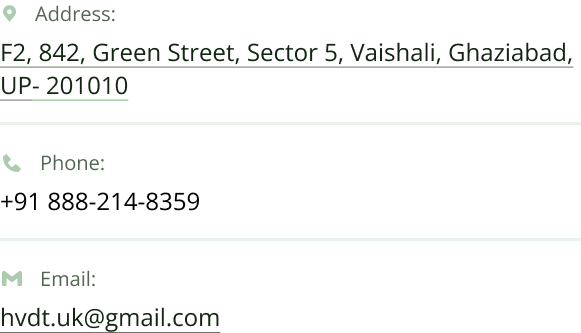 Address:
F2, 842, Green Street, Sector 5, Vaishali, Ghaziabad,
UP- 201010
Phone:
+91 888-214-8359
Email:
hvdt.uk@gmail.com